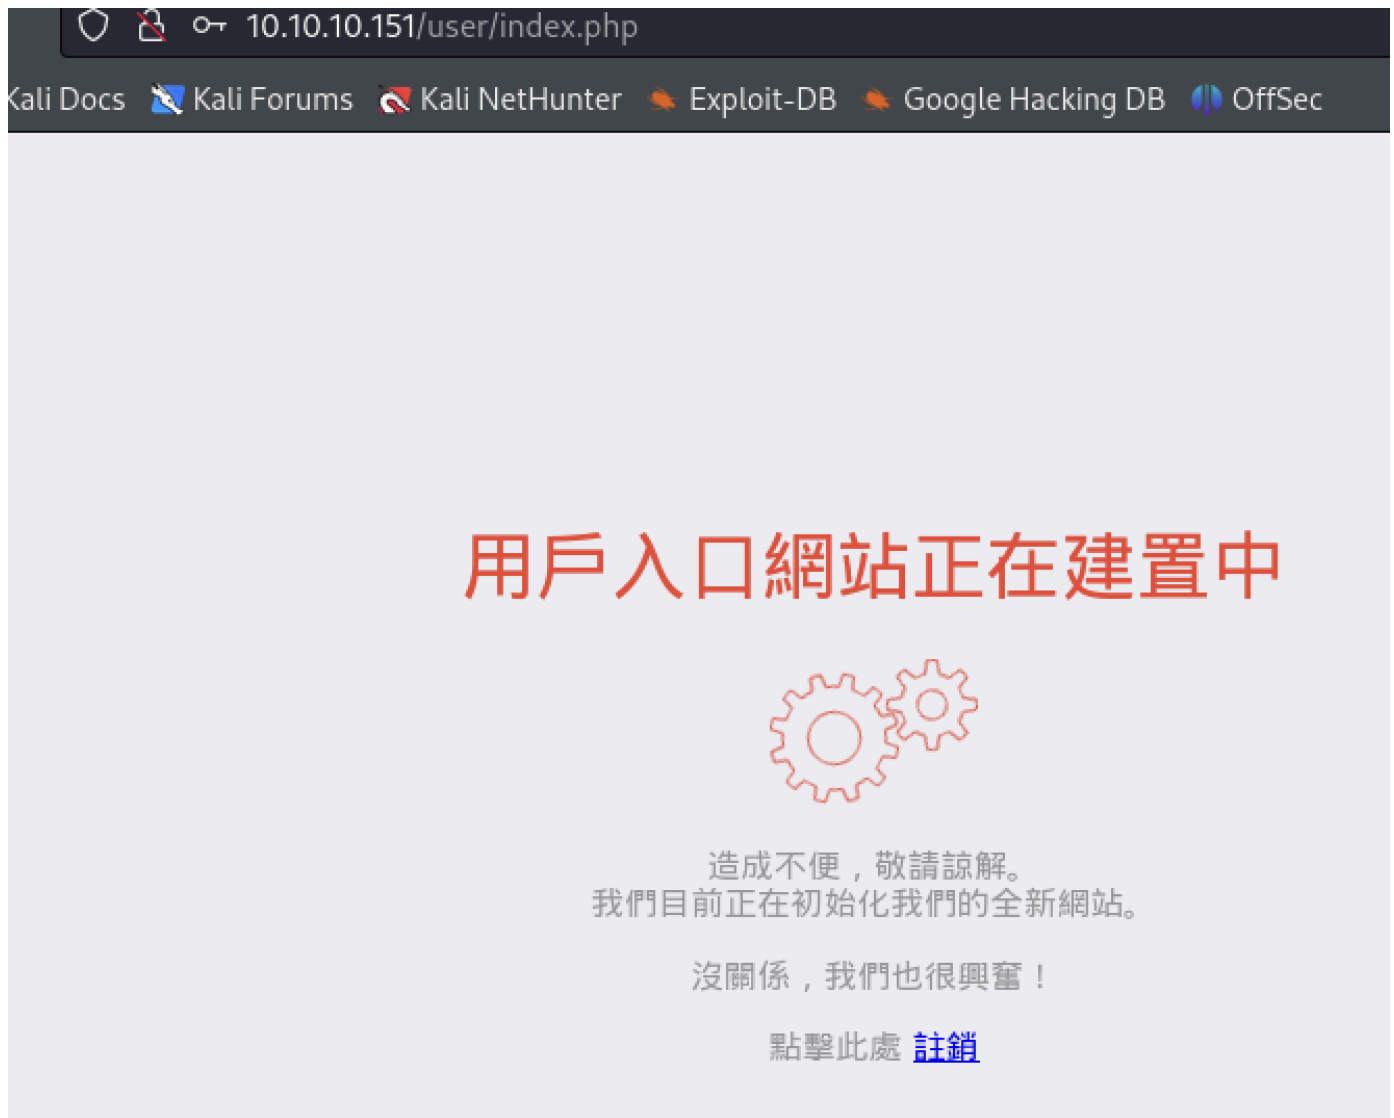 10.10.10.151/user/index.php
Kali Docs Kali Forums Kali NetHunter Exploit-DB Google Hacking DB OffSec
用戶入口網站正在建置中
造成不便，敬請諒解。
我們目前正在初始化我們的全新網站。
沒關係，我們也很興奮！
點擊此處 註銷